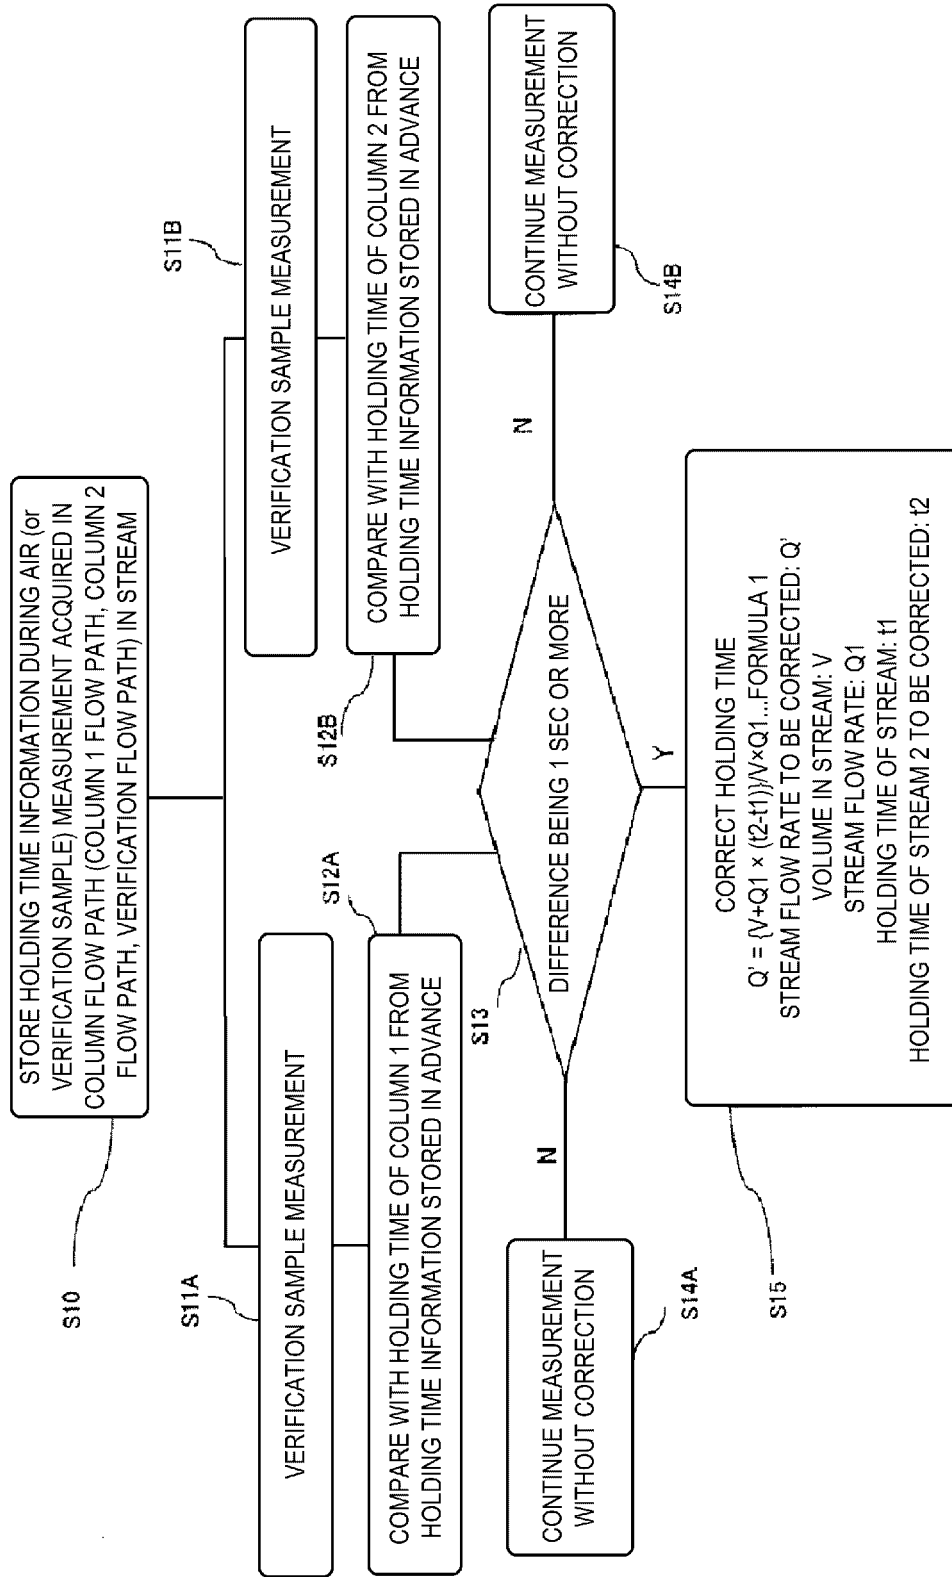 STORE HOLDING TIME INFORMATION DURING AIR (or
VERIFICATION SAMPLE) MEASUREMENT ACQUIRED IN
COLUMN FLOW PATH (COLUMN 1 FLOW PATH, COLUMN 2
FLOW PATH, VERIFICATION FLOW PATH) IN STREAM
S10
S11A
VERIFICATION SAMPLE MEASUREMENT
S11B
VERIFICATION SAMPLE MEASUREMENT
S12A
COMPARE WITH HOLDING TIME OF COLUMN 1 FROM
HOLDING TIME INFORMATION STORED IN ADVANCE
S12B
COMPARE WITH HOLDING TIME OF COLUMN 2 FROM
HOLDING TIME INFORMATION STORED IN ADVANCE
S13
DIFFERENCE BEING 1 SEC OR MORE
N
N
Y
CONTINUE MEASUREMENT
WITHOUT CORRECTION
S14A
CONTINUE MEASUREMENT
WITHOUT CORRECTION
S14B
S15
CORRECT HOLDING TIME
Q' = {V+Q1 × (t2-t1)}/V×Q1...FORMULA 1
STREAM FLOW RATE TO BE CORRECTED: Q'
VOLUME IN STREAM: V
STREAM FLOW RATE: Q1
HOLDING TIME OF STREAM: t1
HOLDING TIME OF STREAM 2 TO BE CORRECTED: t2